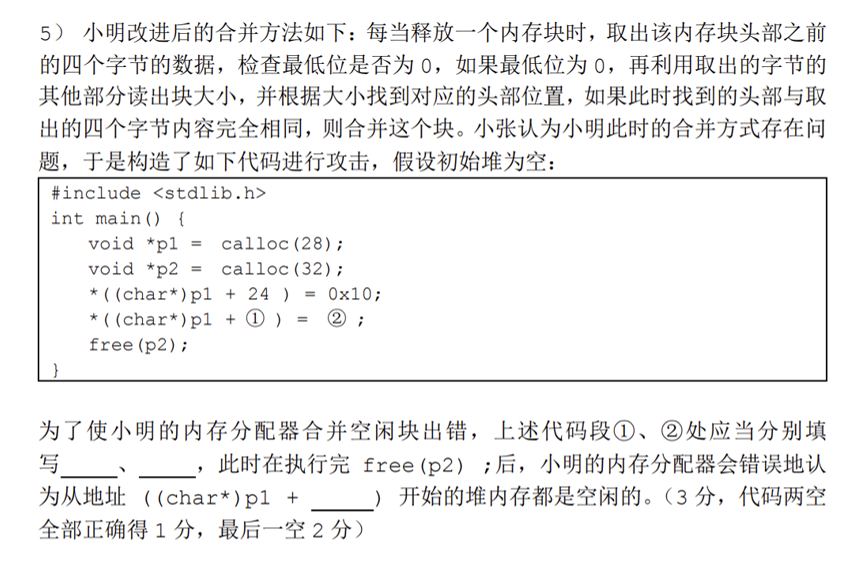 5） 小明改进后的合并方法如下：每当释放一个内存块时，取出该内存块头部之前
的四个字节的数据，检查最低位是否为 0，如果最低位为 0，再利用取出的字节的
其他部分读出块大小，并根据大小找到对应的头部位置，如果此时找到的头部与取
出的四个字节内容完全相同，则合并这个块。小张认为小明此时的合并方式存在问
题，于是构造了如下代码进行攻击，假设初始堆为空：
#include <stdlib.h>
int main() {
void *p1 = calloc(28);
void *p2 = calloc(32);
*((char*)p1 + 24 ) = 0x10;
*((char*)p1 + ① ) = ② ;
free(p2);
}
为了使小明的内存分配器合并空闲块出错，上述代码段①、②处应当分别填
写____、____，此时在执行完 free(p2) ;后，小明的内存分配器会错误地认
为从地址 ((char*)p1 + ____) 开始的堆内存都是空闲的。（3 分，代码两空
全部正确得 1 分，最后一空 2 分）